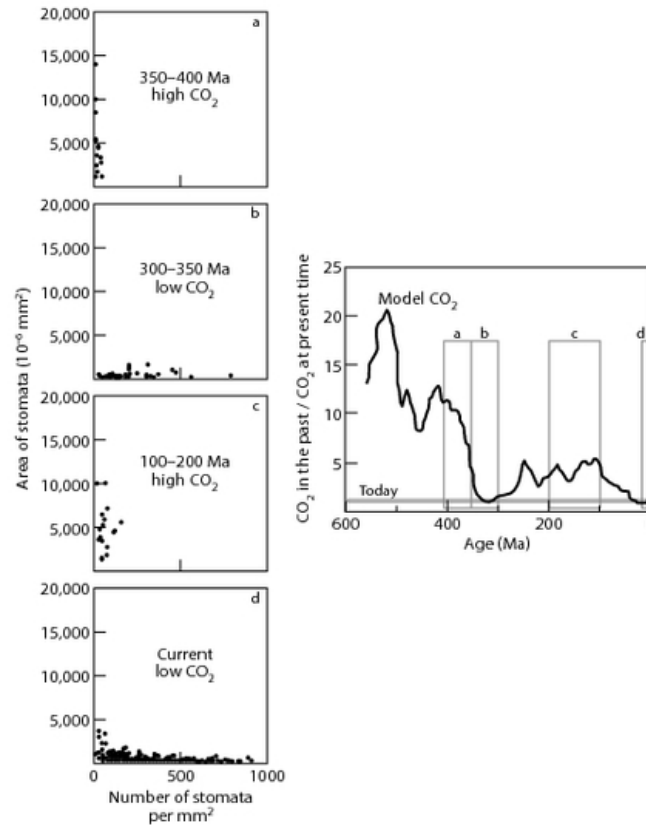 a
20,000
15,000
10,000
5,000
350–400 Ma
high CO₂
b
20,000
15,000
10,000
5,000
300–350 Ma
low CO₂
c
20,000
15,000
10,000
5,000
100–200 Ma
high CO₂
d
20,000
15,000
10,000
5,000
Current
low CO₂
0 500 1000
Number of stomata
per mm²
Area of stomata (10⁻⁶ mm²)
25
20
15
10
5
Model CO₂
a b c d
Today
600 400 200 0
Age (Ma)
CO₂ in the past / CO₂ at present time